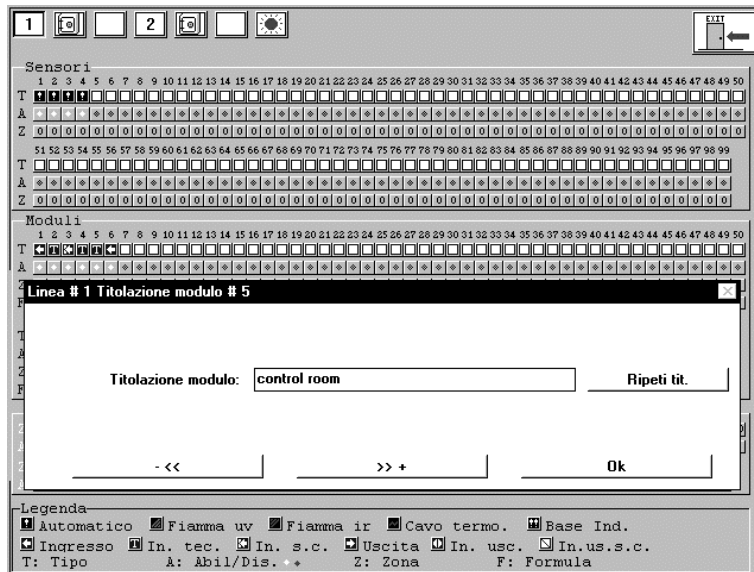 1 2 EXIT
Sensori
1 2 3 4 5 6 7 8 9 10 11 12 13 14 15 16 17 18 19 20 21 22 23 24 25 26 27 28 29 30 31 32 33 34 35 36 37 38 39 40 41 42 43 44 45 46 47 48 49 50
T
A
Z 0 0 0 0 0 0 0 0 0 0 0 0 0 0 0 0 0 0 0 0 0 0 0 0 0 0 0 0 0 0 0 0 0 0 0 0 0 0 0 0 0 0 0 0 0 0 0 0 0 0
51 52 53 54 55 56 57 58 59 60 61 62 63 64 65 66 67 68 69 70 71 72 73 74 75 76 77 78 79 80 81 82 83 84 85 86 87 88 89 90 91 92 93 94 95 96 97 98 99
T
A
Z 0 0 0 0 0 0 0 0 0 0 0 0 0 0 0 0 0 0 0 0 0 0 0 0 0 0 0 0 0 0 0 0 0 0 0 0 0 0 0 0 0 0 0 0 0 0 0 0 0
Moduli
1 2 3 4 5 6 7 8 9 10 11 12 13 14 15 16 17 18 19 20 21 22 23 24 25 26 27 28 29 30 31 32 33 34 35 36 37 38 39 40 41 42 43 44 45 46 47 48 49 50
T
A
Linea # 1 Titolazione modulo # 5
Titolazione modulo: control room Ripeti tit.
- << >> + Ok
Legenda
Automatico Fiamma uv Fiamma ir Cavo termo. Base Ind.
Ingresso In. tec. In. s.c. Uscita In. usc. In.us.s.c.
T: Tipo A: Abil/Dis. Z: Zona F: Formula